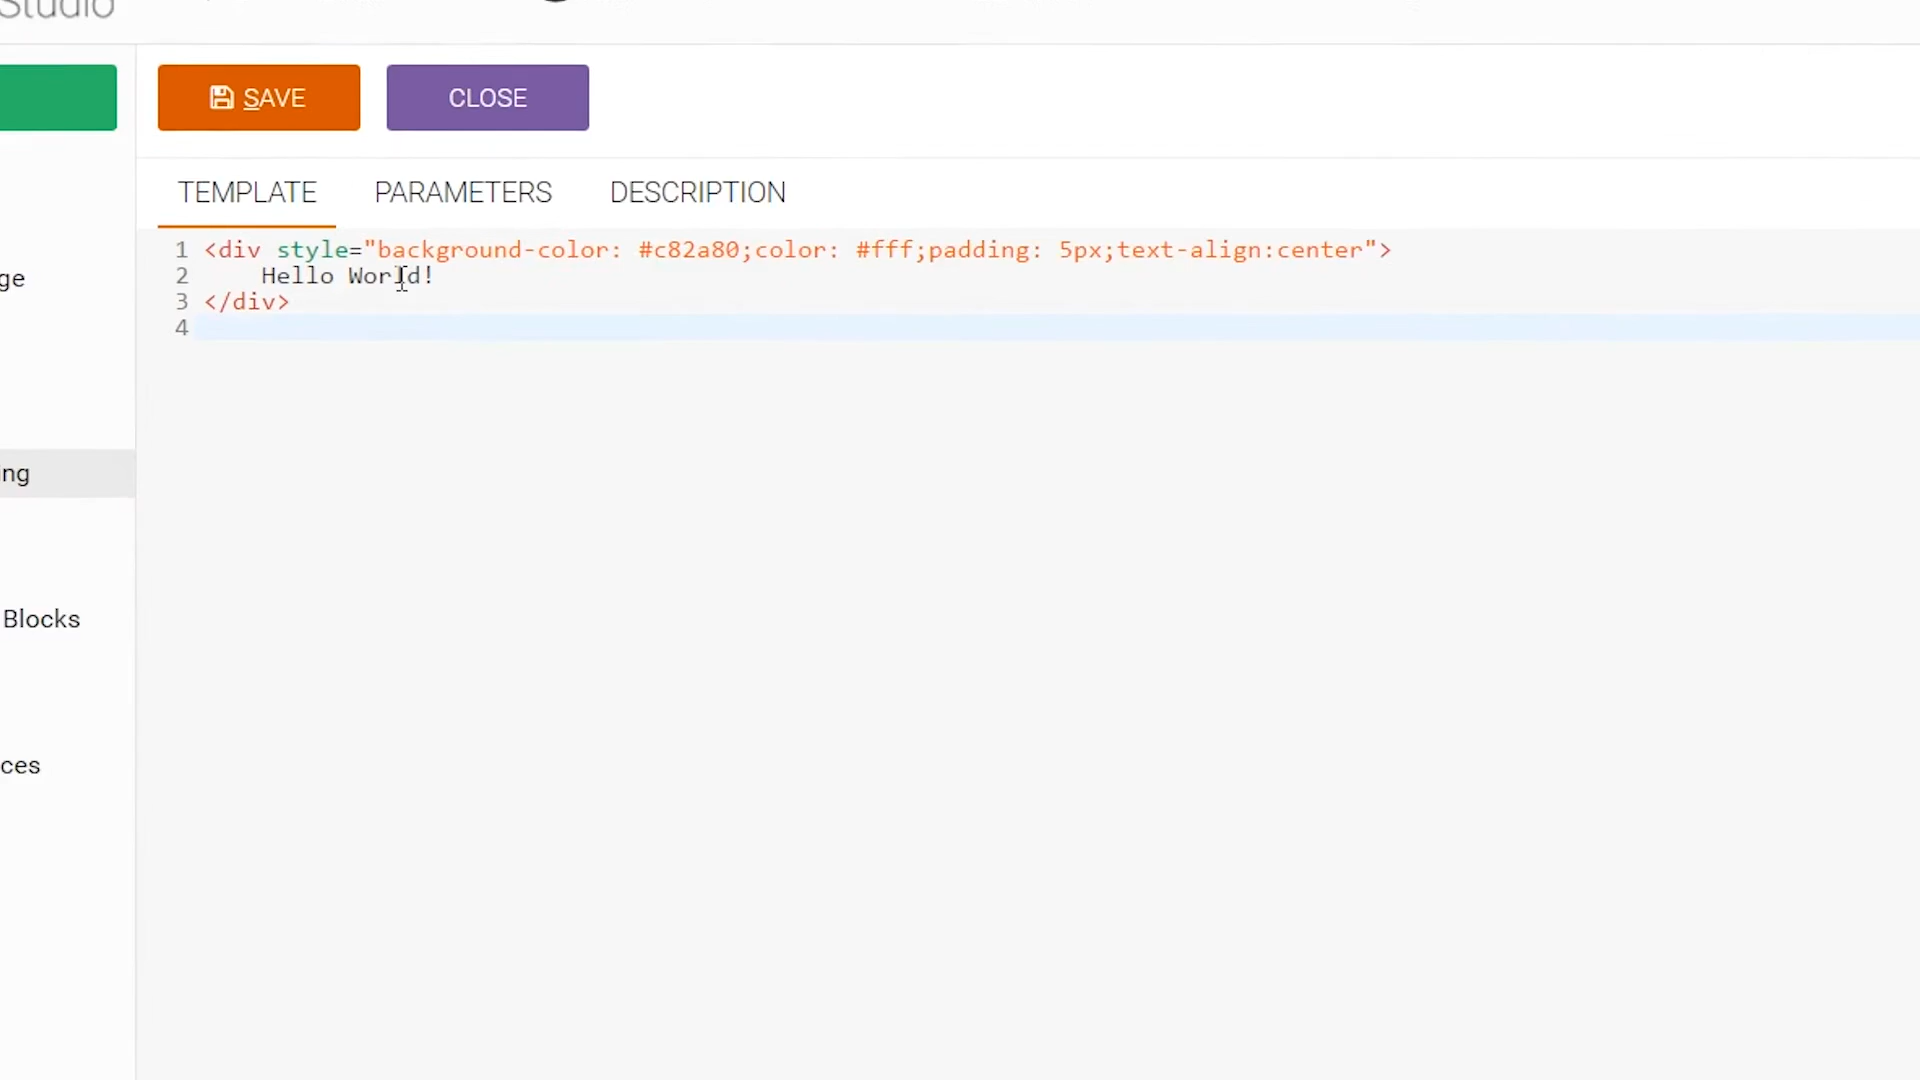 Studio
SAVE
CLOSE
TEMPLATE
PARAMETERS
DESCRIPTION
1 <div style="background-color: #c82a80;color: #fff;padding: 5px;text-align:center">
2     Hello World!
3 </div>
4
ge
ing
Blocks
ces